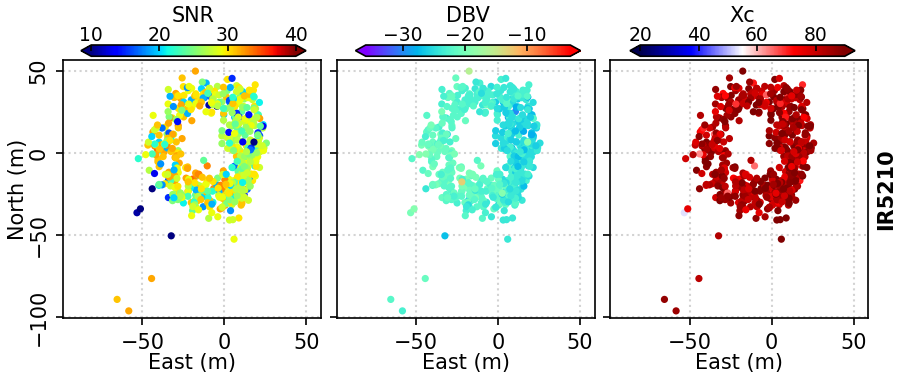 SNR DBV Xc
10 20 30 40 −30 −20 −10 20 40 60 80
50
0
−50
−100
North (m)
IR5210
−50 0 50 −50 0 50 −50 0 50
East (m) East (m) East (m)